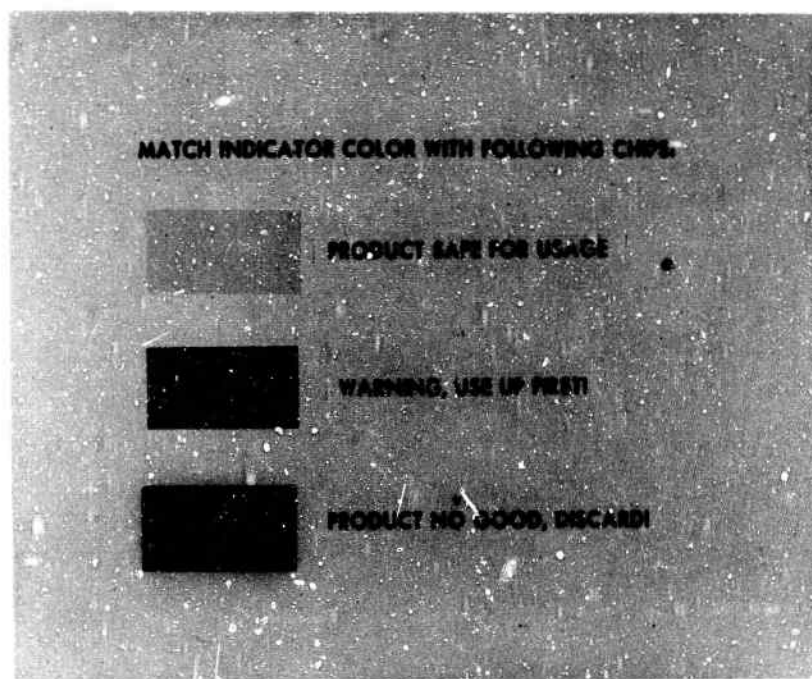 MATCH INDICATOR COLOR WITH FOLLOWING CHIPS.
PRODUCT SAFE FOR USAGE
WARNING, USE UP FIRST!
PRODUCT NO GOOD, DISCARD!